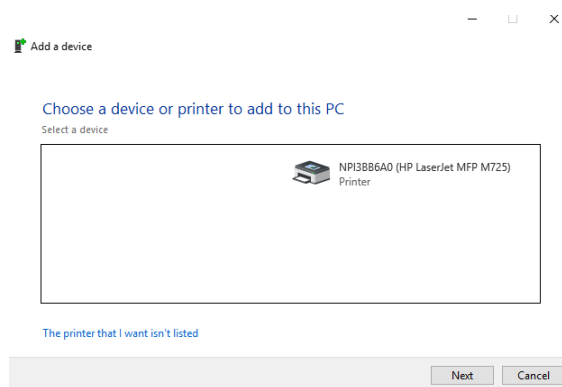 Add a device
Choose a device or printer to add to this PC
Select a device
NPI3BB6A0 (HP LaserJet MFP M725)
Printer
The printer that I want isn't listed
Next
Cancel